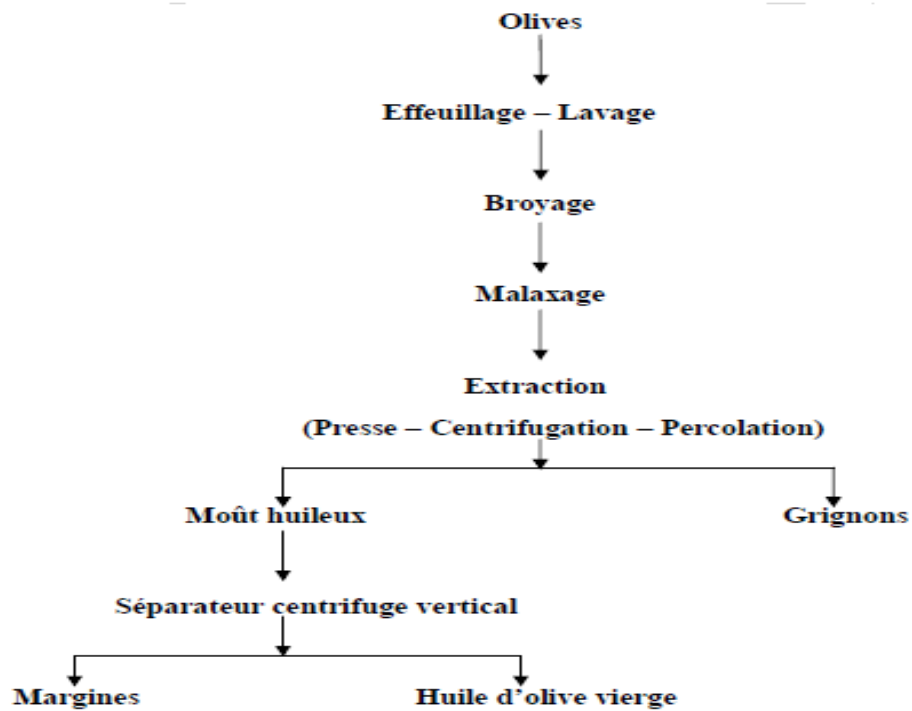 Olives
Effeuillage – Lavage
Broyage
Malaxage
Extraction
(Presse – Centrifugation – Percolation)
Moût huileux
Grignons
Séparateur centrifuge vertical
Margines
Huile d'olive vierge